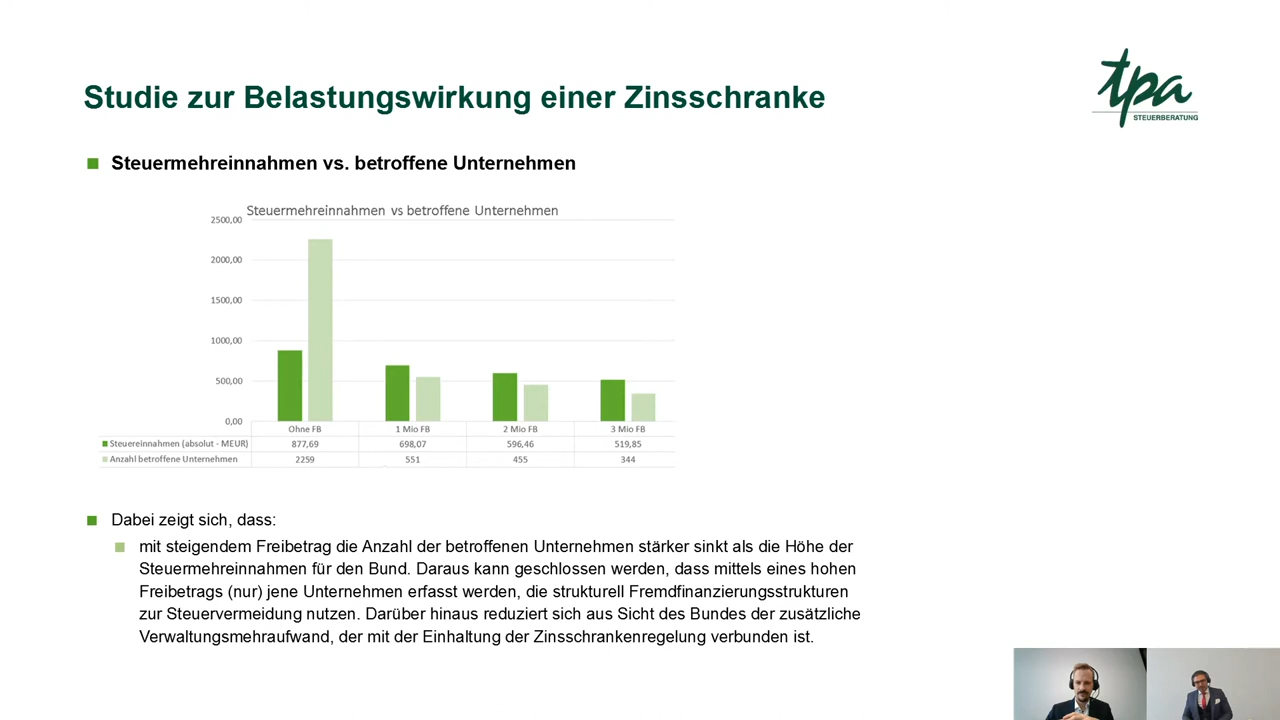 Studie zur Belastungswirkung einer Zinsschranke
tpa
STEUERBERATUNG
Steuermehreinnahmen vs. betroffene Unternehmen
Steuermehreinnahmen vs betroffene Unternehmen
2500,00
2000,00
1500,00
1000,00
500,00
0,00
Ohne FB 1 Mio FB 2 Mio FB 3 Mio FB
Steuereinnahmen (absolut - MEUR) 877,69 698,07 596,46 519,85
Anzahl betroffene Unternehmen 2259 551 455 344
Dabei zeigt sich, dass:
mit steigendem Freibetrag die Anzahl der betroffenen Unternehmen stärker sinkt als die Höhe der
Steuermehreinnahmen für den Bund. Daraus kann geschlossen werden, dass mittels eines hohen
Freibetrags (nur) jene Unternehmen erfasst werden, die strukturell Fremdfinanzierungsstrukturen
zur Steuervermeidung nutzen. Darüber hinaus reduziert sich aus Sicht des Bundes der zusätzliche
Verwaltungsmehraufwand, der mit der Einhaltung der Zinsschrankenregelung verbunden ist.